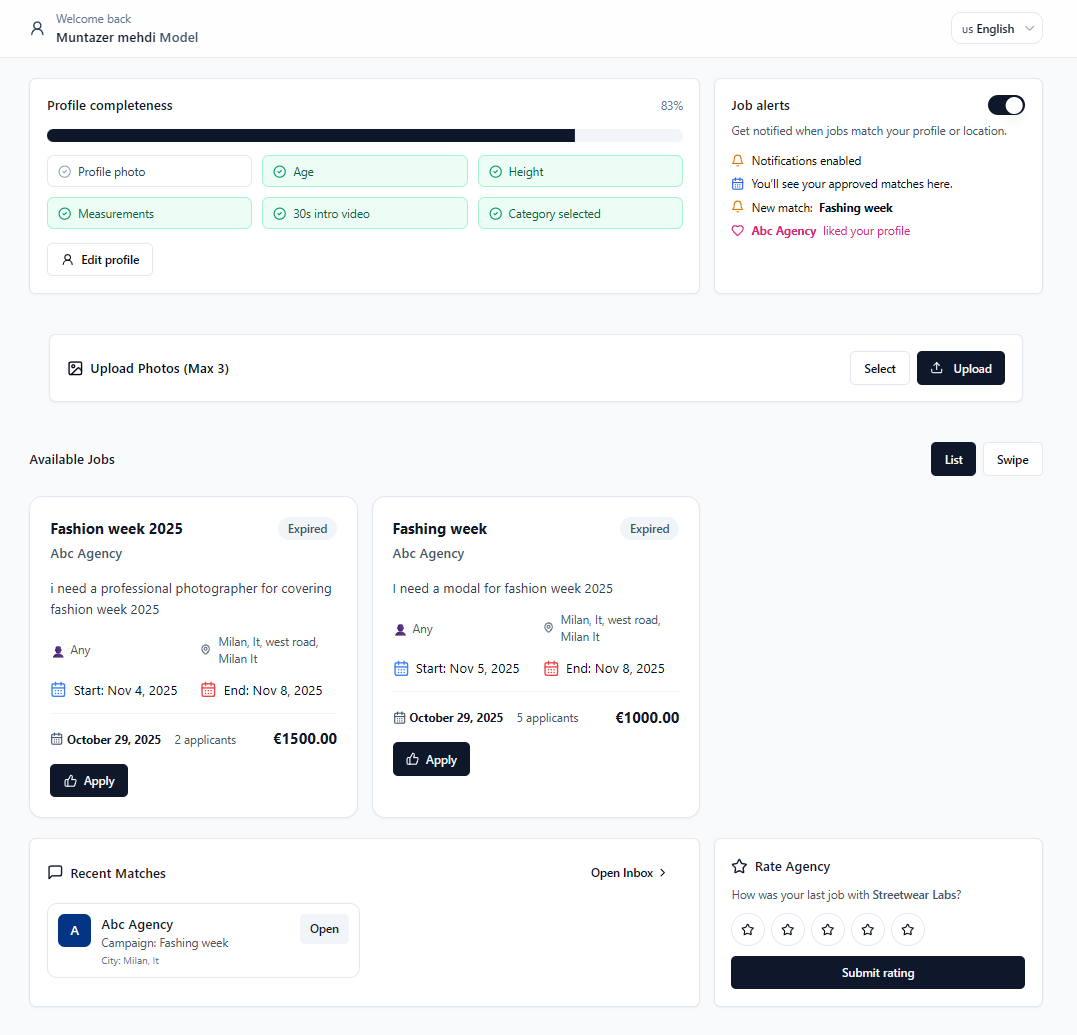 Welcome back
Muntazer mehdi Model
us English
Profile completeness
83%
Profile photo
Age
Height
Measurements
30s intro video
Category selected
Edit profile
Job alerts
Get notified when jobs match your profile or location.
Notifications enabled
You'll see your approved matches here.
New match: Fashing week
Abc Agency liked your profile
Upload Photos (Max 3)
Select
Upload
Available Jobs
List
Swipe
Fashion week 2025
Expired
Abc Agency
i need a professional photographer for covering
fashion week 2025
Any
Milan, It, west road,
Milan It
Start: Nov 4, 2025
End: Nov 8, 2025
October 29, 2025
2 applicants
€1500.00
Apply
Fashing week
Expired
Abc Agency
I need a modal for fashion week 2025
Any
Milan, It, west road,
Milan It
Start: Nov 5, 2025
End: Nov 8, 2025
October 29, 2025
5 applicants
€1000.00
Apply
Recent Matches
Open Inbox
A
Abc Agency
Campaign: Fashing week
City: Milan, It
Open
Rate Agency
How was your last job with Streetwear Labs?
Submit rating